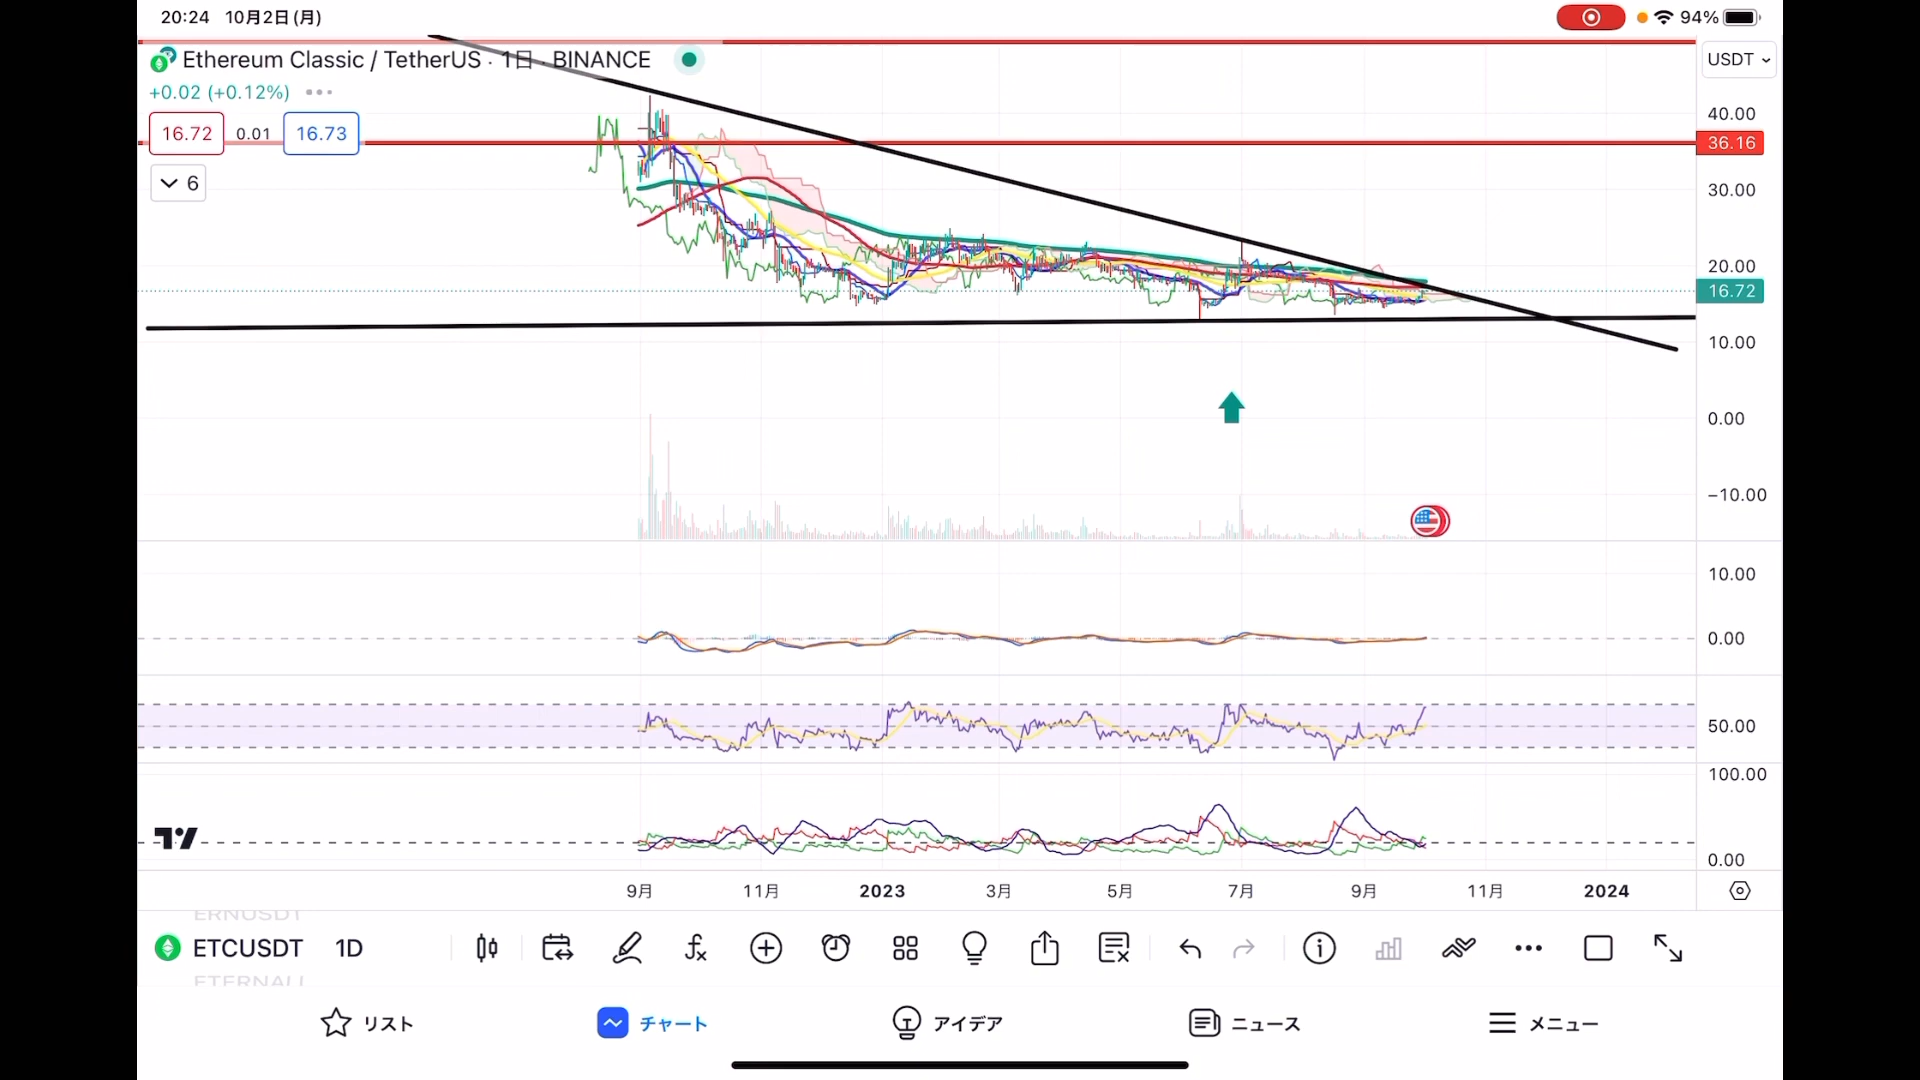 20:24 10月2日(月)
94%
Ethereum Classic / TetherUS · 1日 · BINANCE
USDT
+0.02 (+0.12%)
16.72 0.01 16.73
6
40.00
36.16
30.00
20.00
16.72
10.00
0.00
−10.00
10.00
0.00
50.00
100.00
0.00
9月 11月 2023 3月 5月 7月 9月 11月 2024
ERNUSDT
ETCUSDT 1D
リスト チャート アイデア ニュース メニュー